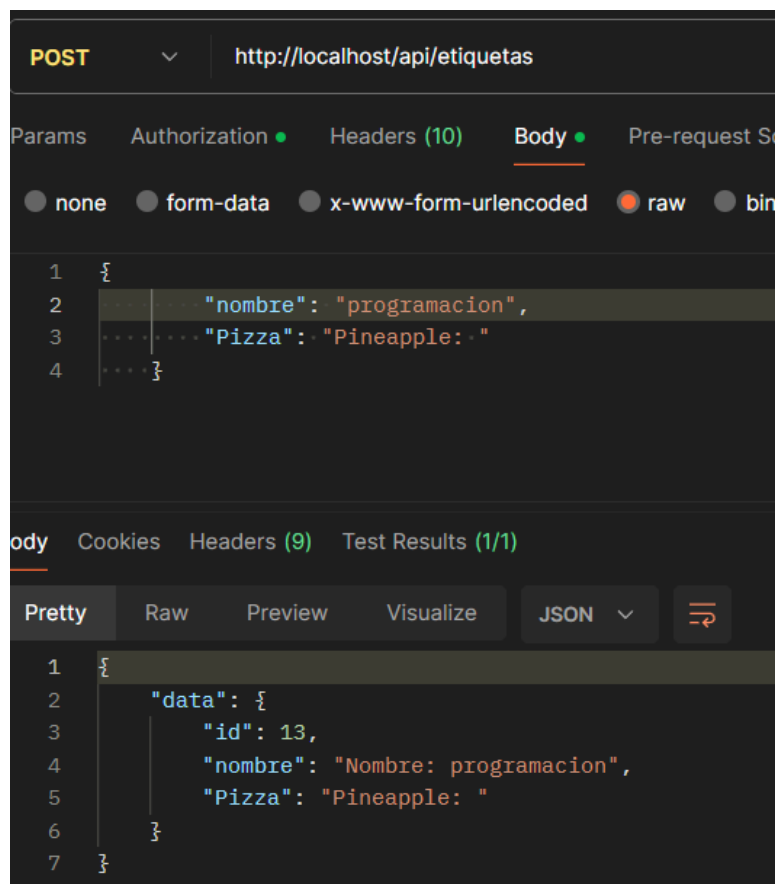 POST http://localhost/api/etiquetas
Params Authorization Headers (10) Body Pre-request Sc
none form-data x-www-form-urlencoded raw bin
1 {
2 "nombre": "programacion",
3 "Pizza": "Pineapple: "
4 }
ody Cookies Headers (9) Test Results (1/1)
Pretty Raw Preview Visualize JSON
1 {
2 "data": {
3 "id": 13,
4 "nombre": "Nombre: programacion",
5 "Pizza": "Pineapple: "
6 }
7 }